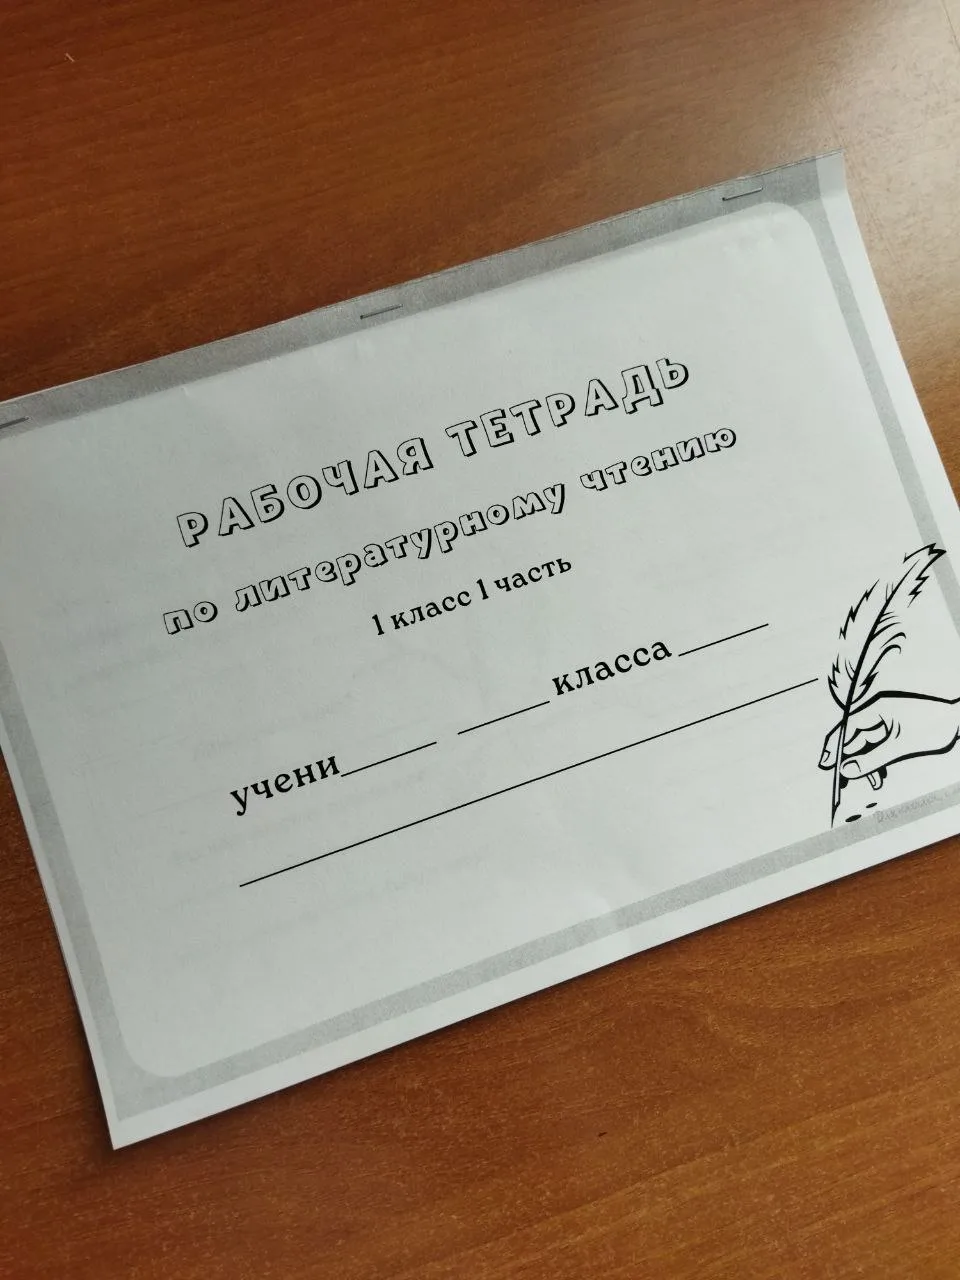 РАБОЧАЯ ТЕТРАДЬ
по литературному чтению
1 класс 1 часть
учени______ ______ класса ______